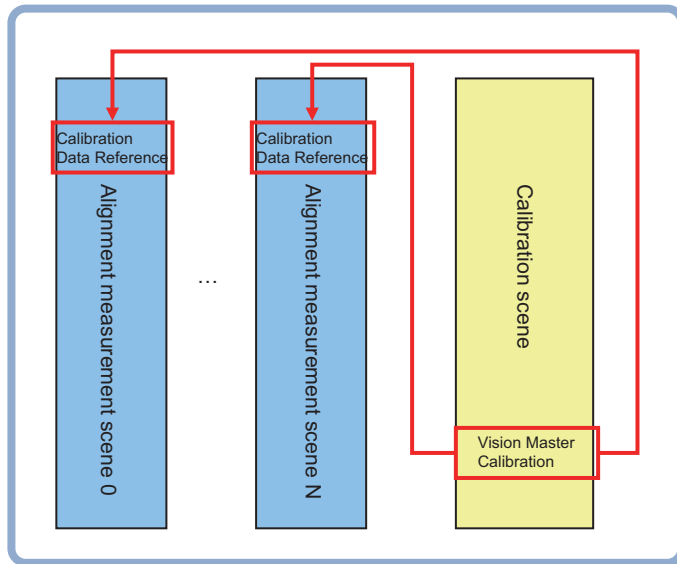 Calibration
Data Reference
Alignment measurement scene 0
...
Calibration
Data Reference
Alignment measurement scene N
Calibration scene
Vision Master
Calibration